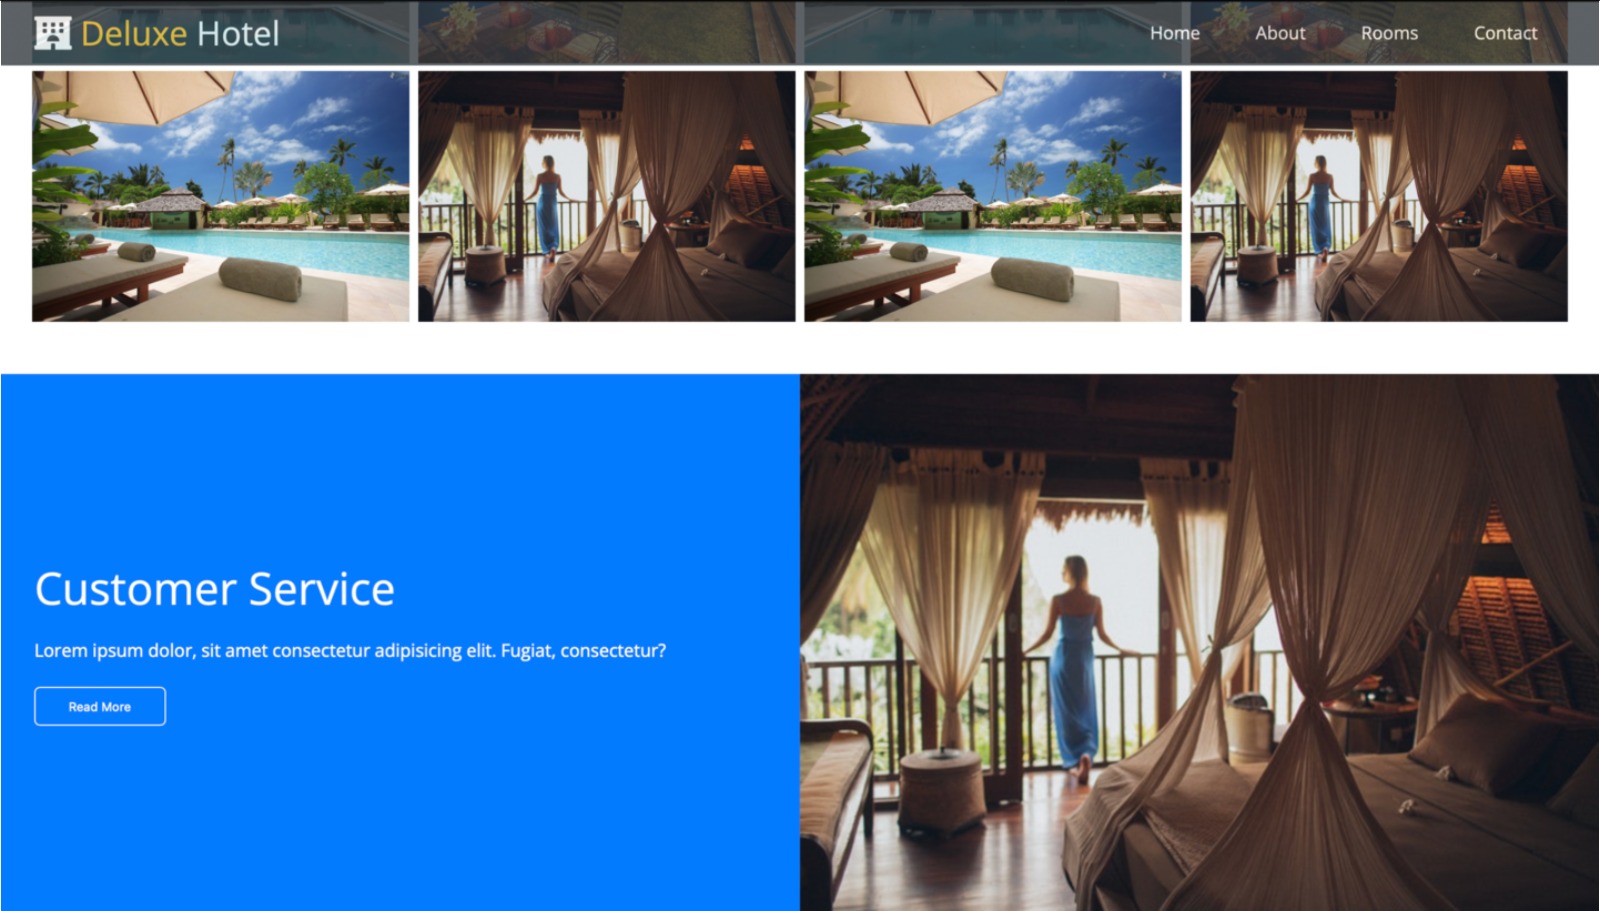 Deluxe Hotel
Home About Rooms Contact
Customer Service
Lorem ipsum dolor, sit amet consectetur adipisicing elit. Fugiat, consectetur?
Read More